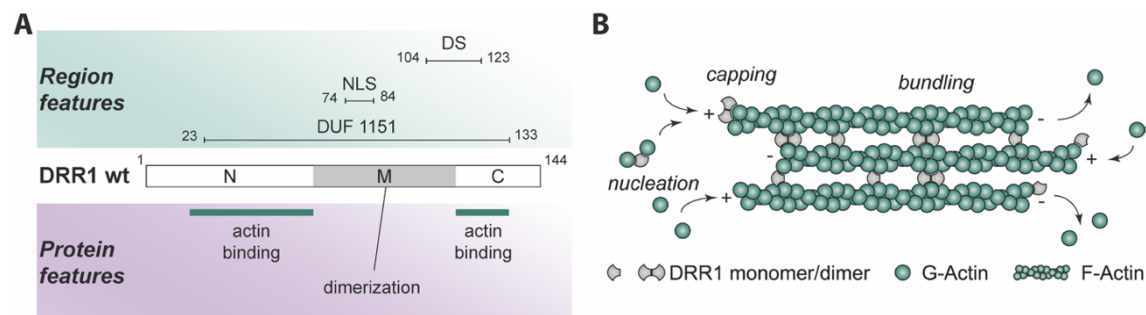 A
Region
features
DS
104
123
NLS
74
84
DUF 1151
23
133
1
144
DRR1 wt
N
M
C
Protein
features
actin
binding
actin
binding
dimerization
B
capping
bundling
+
-
-
+
nucleation
+
-
DRR1 monomer/dimer
G-Actin
F-Actin